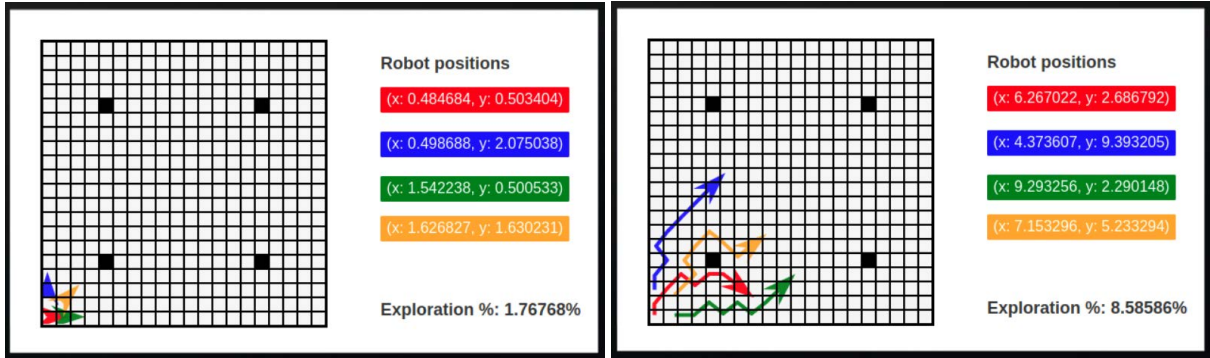 Robot positions
(x: 0.484684, y: 0.503404)
(x: 0.498688, y: 2.075038)
(x: 1.542238, y: 0.500533)
(x: 1.626827, y: 1.630231)
Exploration %: 1.76768%
Robot positions
(x: 6.267022, y: 2.686792)
(x: 4.373607, y: 9.393205)
(x: 9.293256, y: 2.290148)
(x: 7.153296, y: 5.233294)
Exploration %: 8.58586%